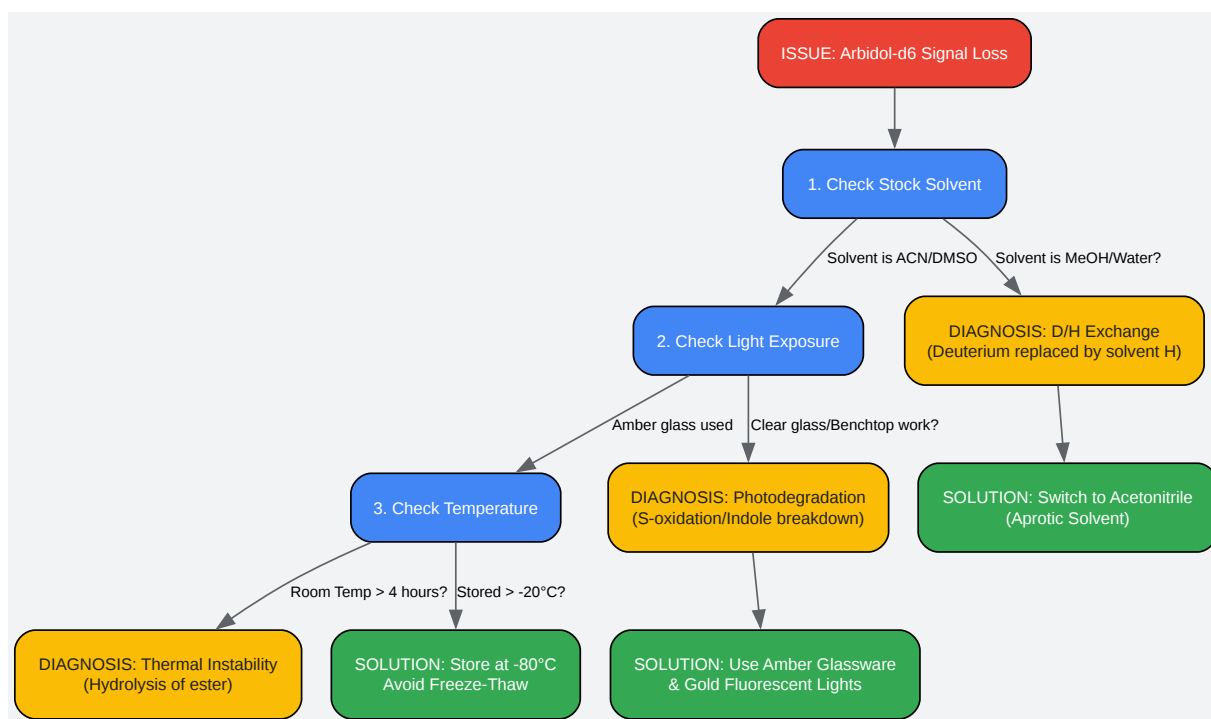 ISSUE: Arbidol-d6 Signal Loss
1. Check Stock Solvent
Solvent is ACN/DMSO
Solvent is MeOH/Water?
2. Check Light Exposure
DIAGNOSIS: D/H Exchange
(Deuterium replaced by solvent H)
Amber glass used
Clear glass/Benchtop work?
3. Check Temperature
DIAGNOSIS: Photodegradation
(S-oxidation/Indole breakdown)
SOLUTION: Switch to Acetonitrile
(Aprotic Solvent)
Room Temp > 4 hours?
Stored > -20°C?
DIAGNOSIS: Thermal Instability
(Hydrolysis of ester)
SOLUTION: Store at -80°C
Avoid Freeze-Thaw
SOLUTION: Use Amber Glassware
& Gold Fluorescent Lights